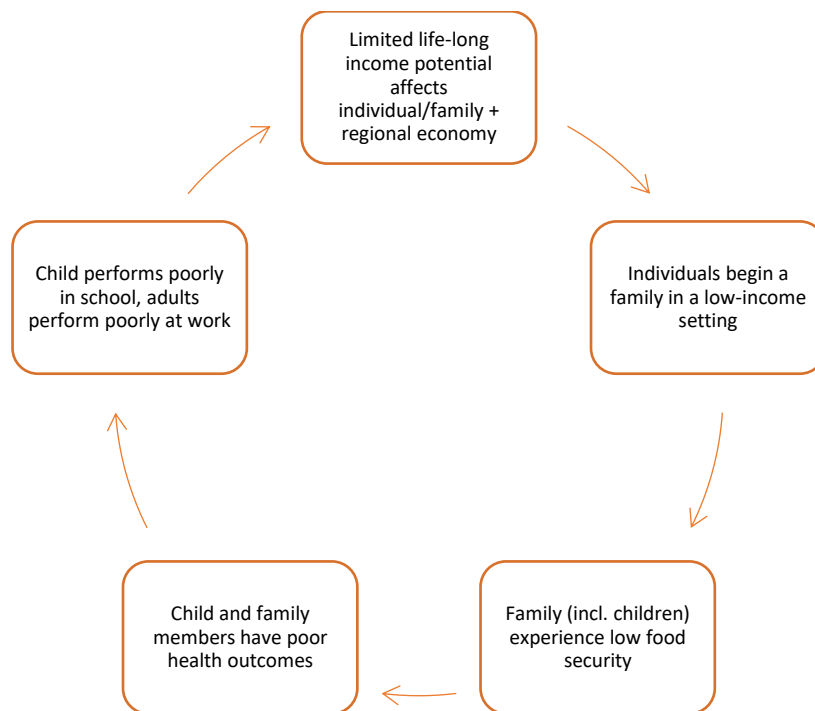 Limited life-long
income potential
affects
individual/family +
regional economy
Individuals begin a
family in a low-income
setting
Family (incl. children)
experience low food
security
Child and family
members have poor
health outcomes
Child performs poorly
in school, adults
perform poorly at work